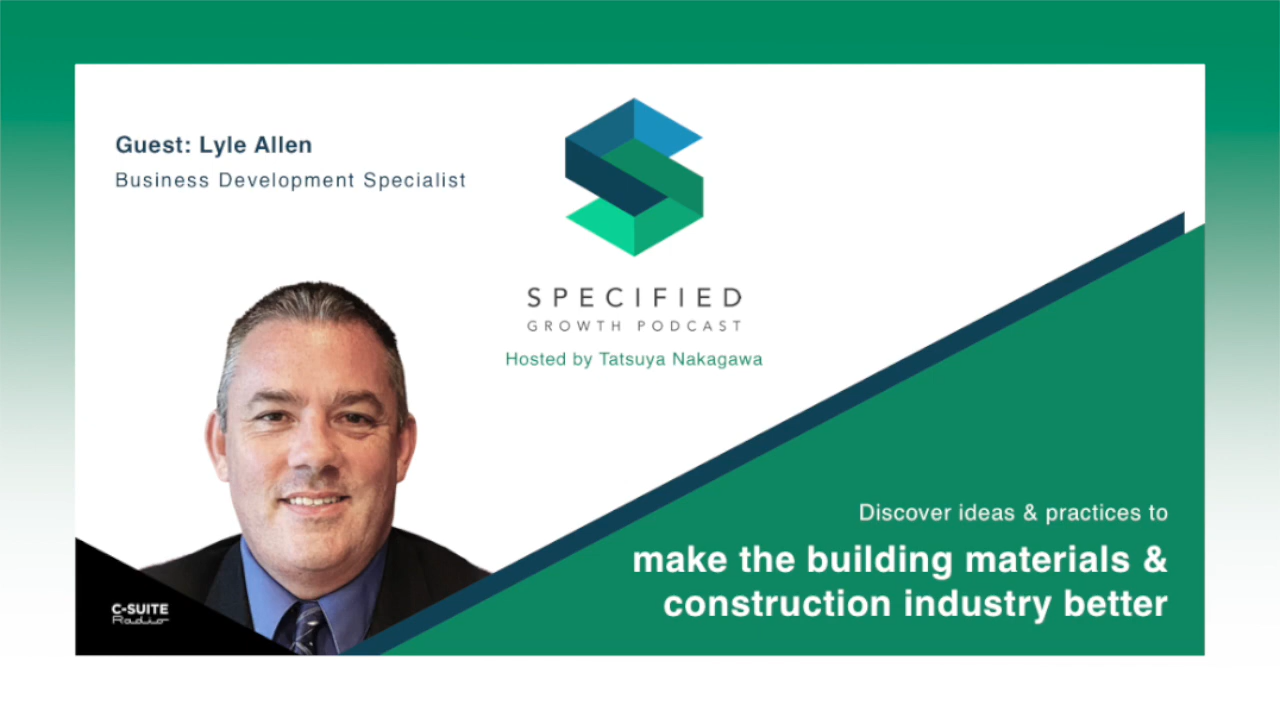 Guest: Lyle Allen
Business Development Specialist
SPECIFIED
GROWTH PODCAST
Hosted by Tatsuya Nakagawa
Discover ideas & practices to
make the building materials &
construction industry better
C-SUITE
Radio